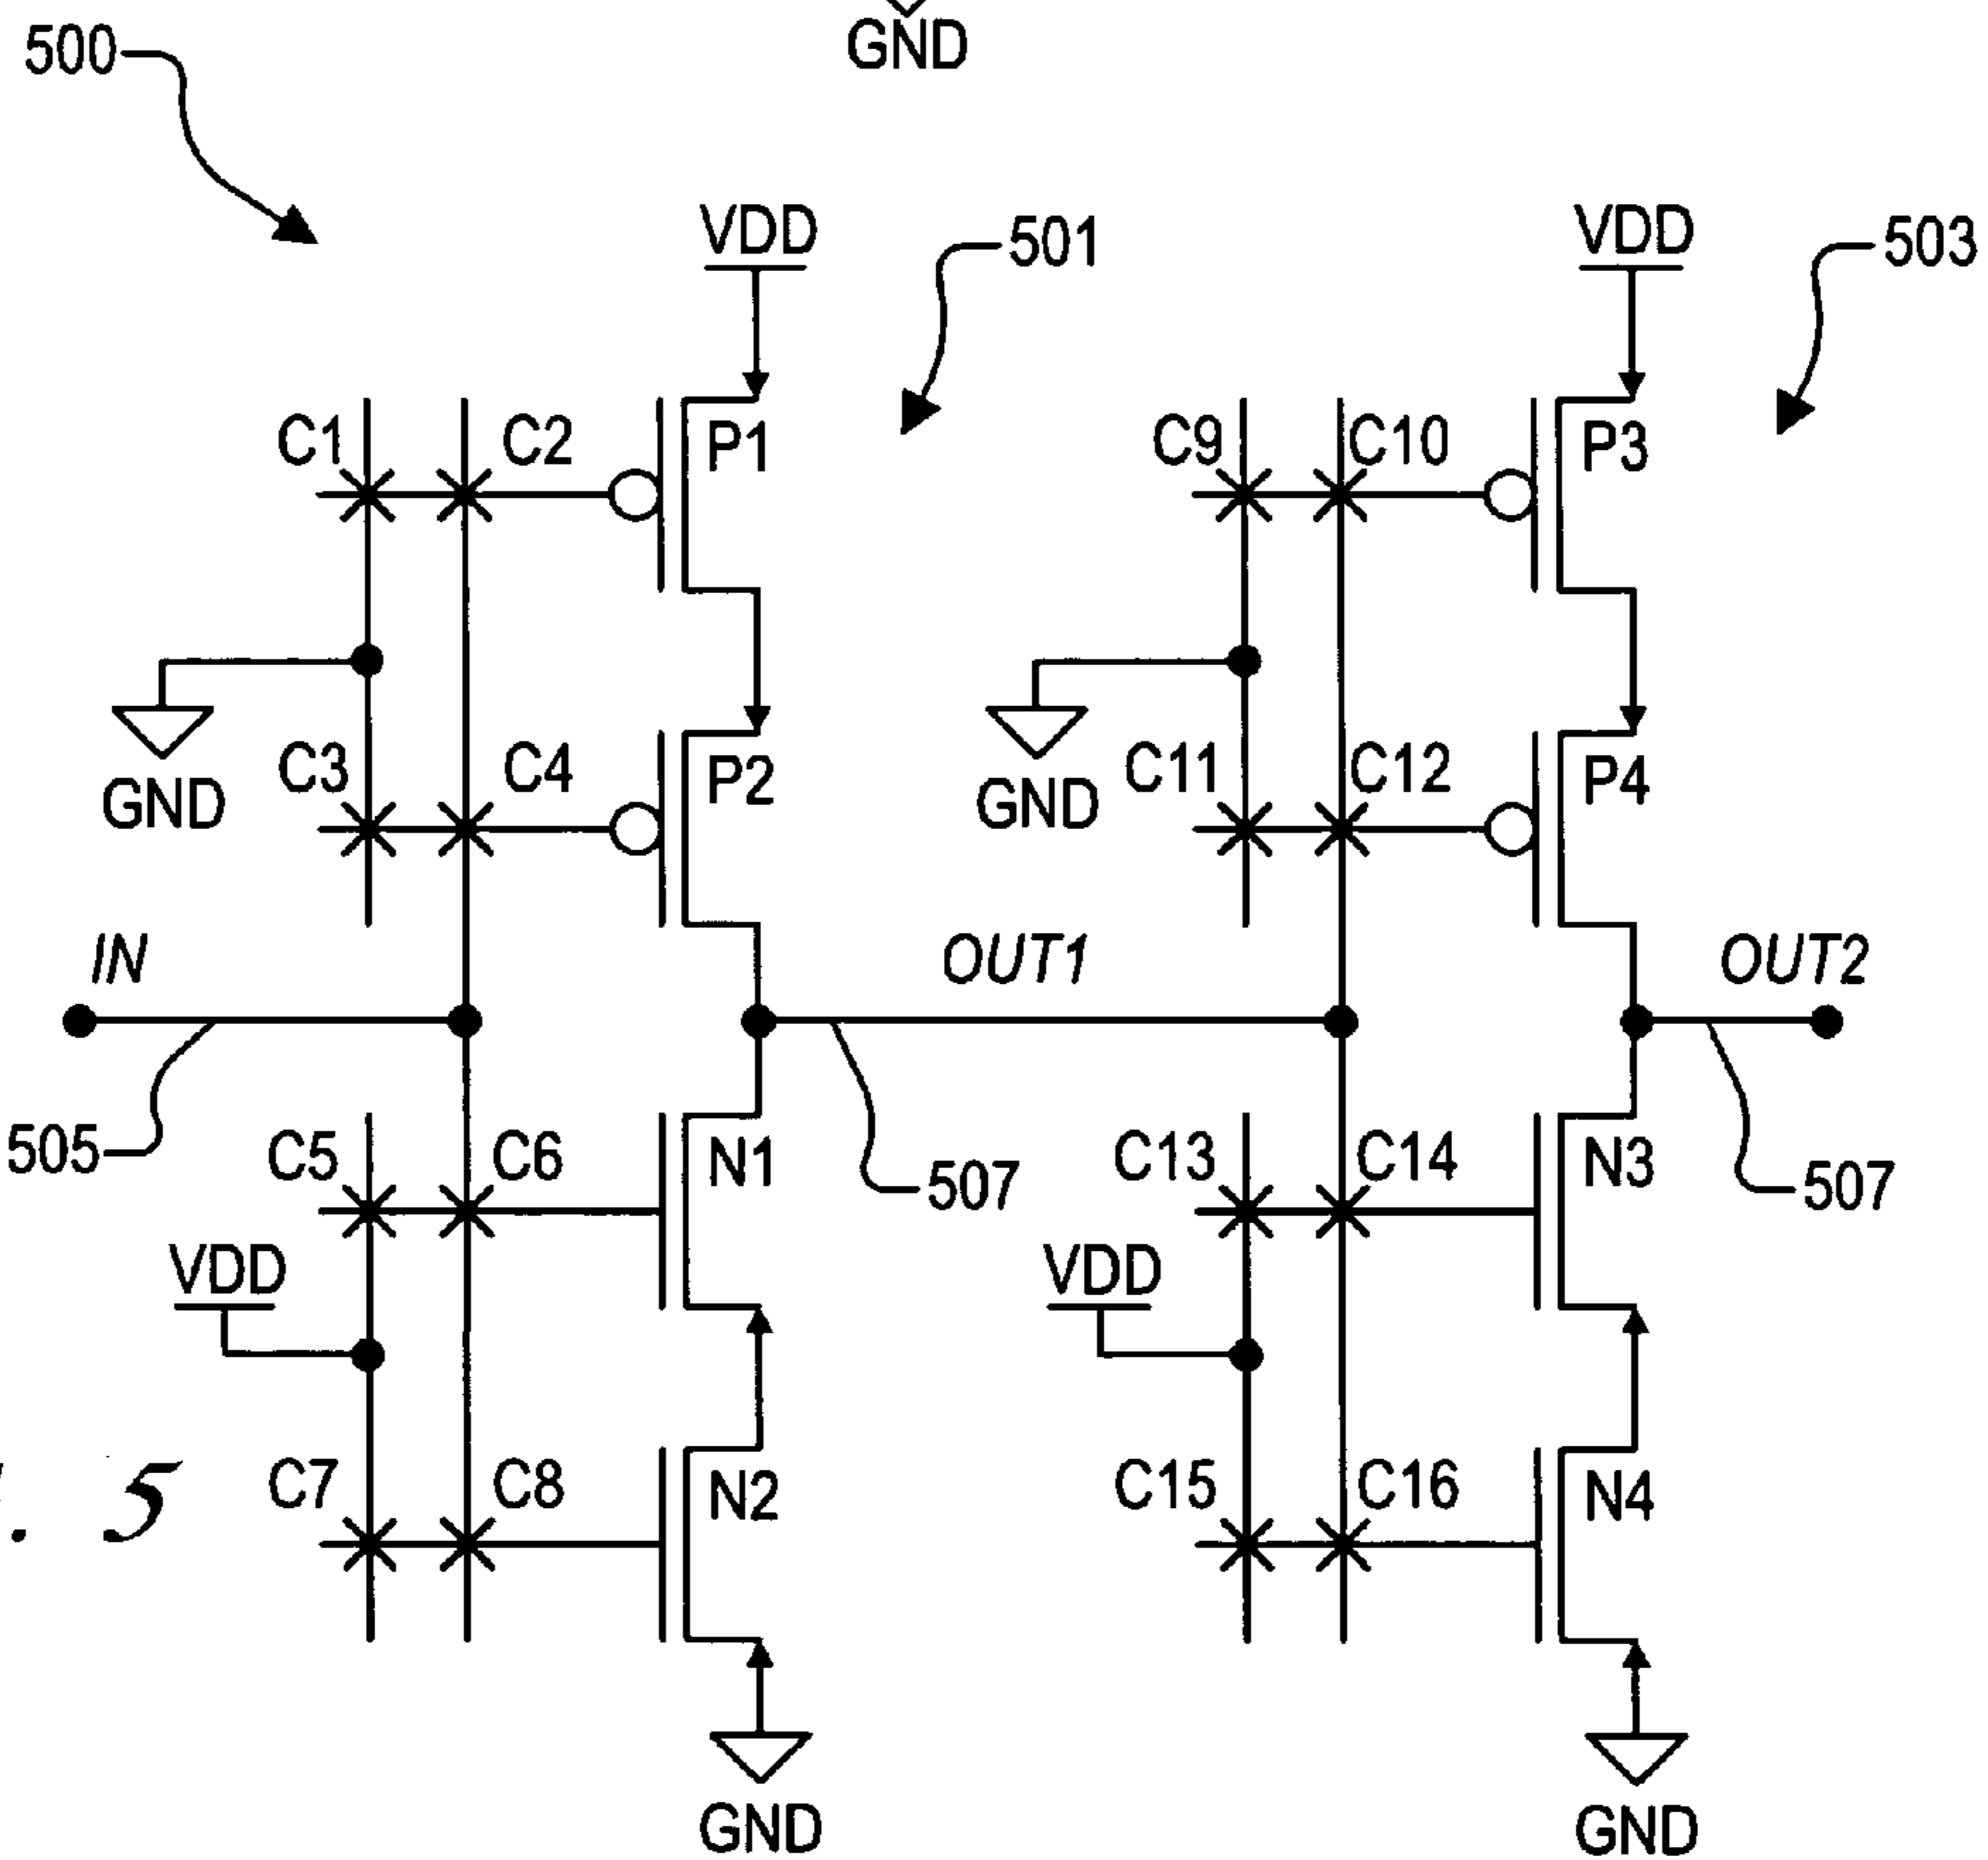 GND
500
VDD
501
VDD
503
C1
C2
P1
C9
C10
P3
GND
C3
C4
P2
GND
C11
C12
P4
IN
OUT1
OUT2
505
C5
C6
N1
507
C13
C14
N3
507
VDD
VDD
. 5
C7
C8
N2
C15
C16
N4
GND
GND